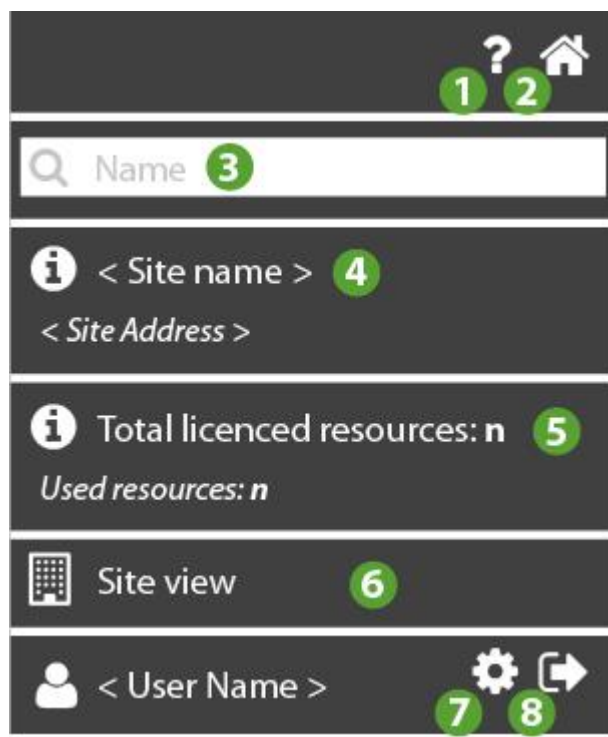 ?
1 2
Name 3
< Site name > 4
< Site Address >
Total licenced resources: n 5
Used resources: n
Site view 6
< User Name >
7 8